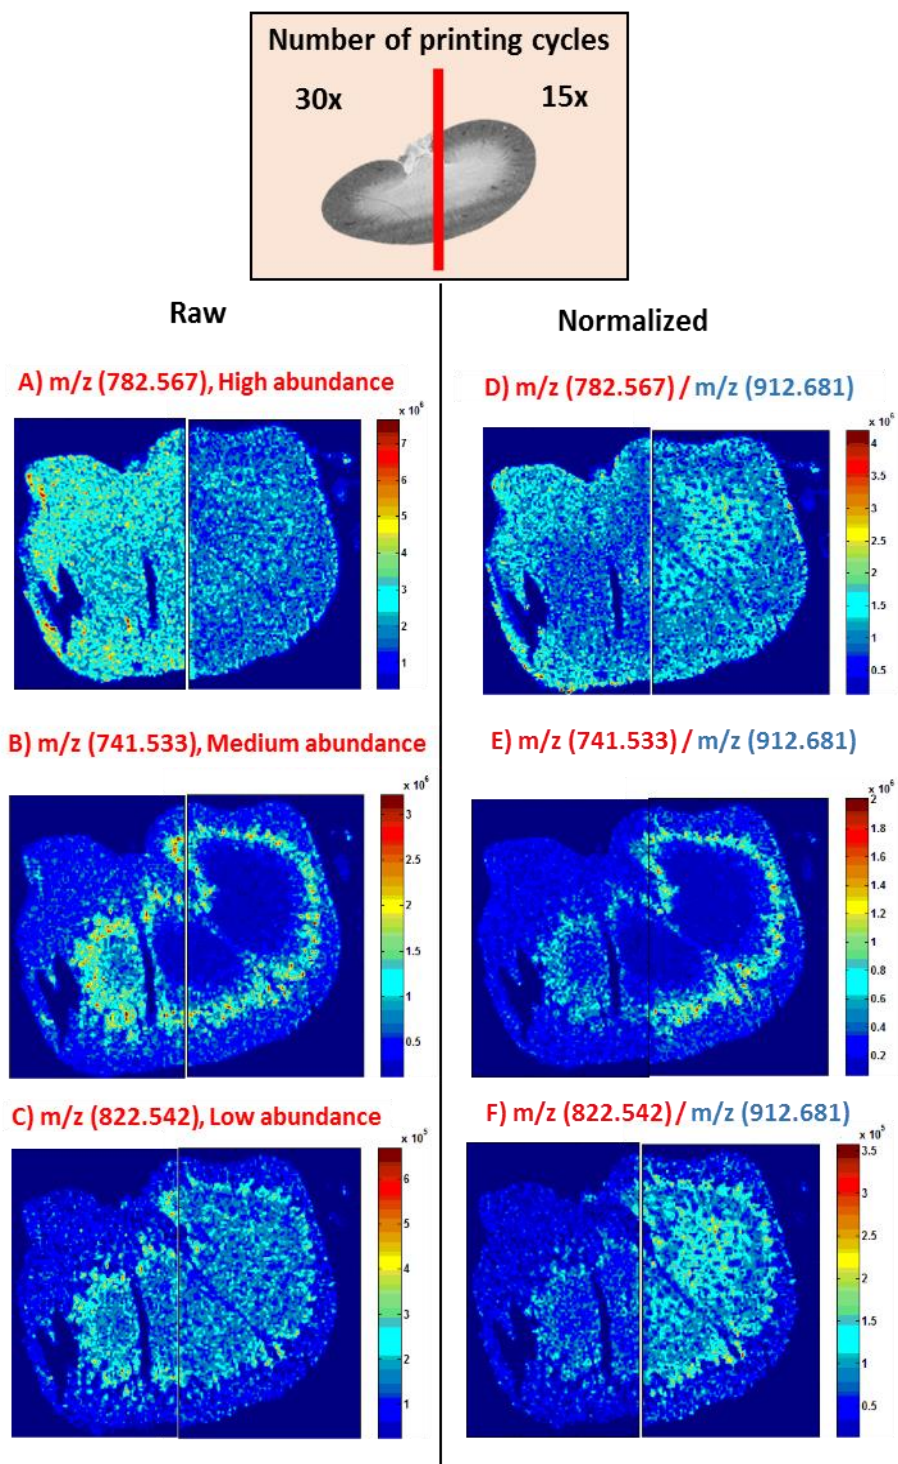 Number of printing cycles
30x
15x
Raw
Normalized
A) m/z (782.567), High abundance
x 10⁶
7
6
5
4
3
2
1
D) m/z (782.567) / m/z (912.681)
x 10⁶
4
3.5
3
2.5
2
1.5
1
0.5
B) m/z (741.533), Medium abundance
x 10⁶
3
2.5
2
1.5
1
0.5
E) m/z (741.533) / m/z (912.681)
x 10⁶
2
1.8
1.6
1.4
1.2
1
0.8
0.6
0.4
0.2
C) m/z (822.542), Low abundance
x 10⁵
6
5
4
3
2
1
F) m/z (822.542) / m/z (912.681)
x 10⁵
3.5
3
2.5
2
1.5
1
0.5